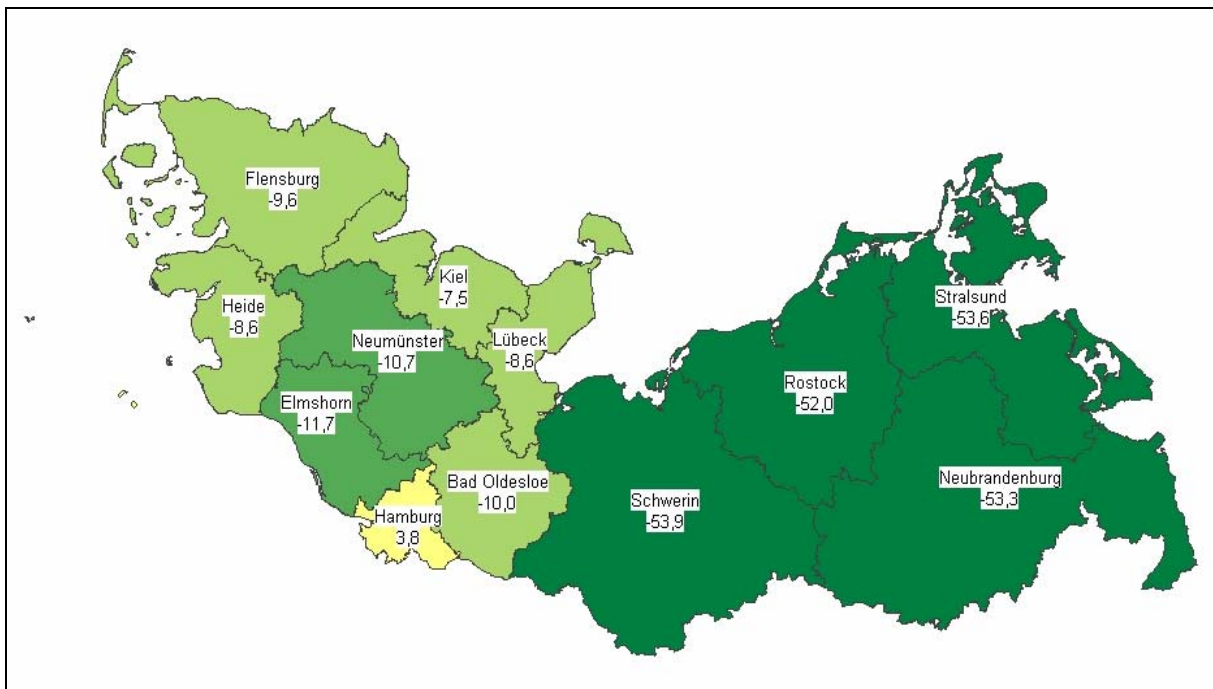 Flensburg
-9,6
Kiel
-7,5
Heide
-8,6
Neumünster
-10,7
Lübeck
-8,6
Elmshorn
-11,7
Bad Oldesloe
-10,0
Hamburg
3,8
Stralsund
-53,6
Rostock
-52,0
Neubrandenburg
-53,3
Schwerin
-53,9